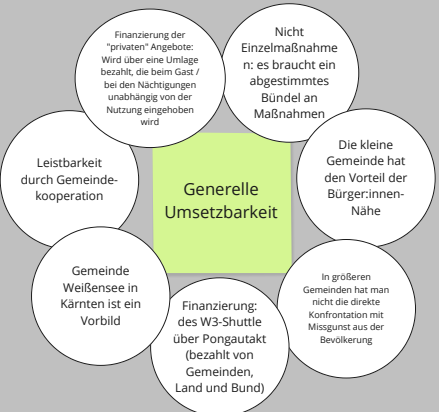 Finanzierung der
"privaten" Angebote:
Wird über eine Umlage
bezahlt, die beim Gast /
bei den Nächtigungen
unabhängig von der
Nutzung eingehoben
wird
Nicht
Einzelmaßnahme
n: es braucht ein
abgestimmtes
Bündel an
Maßnahmen
Die kleine
Gemeinde hat
den Vorteil der
Bürger:innen-
Nähe
Leistbarkeit
durch Gemeinde-
kooperation
Generelle
Umsetzbarkeit
Gemeinde
Weißensee in
Kärnten ist ein
Vorbild
Finanzierung:
des W3-Shuttle
über Pongautakt
(bezahlt von
Gemeinden,
Land und Bund)
In größeren
Gemeinden hat man
nicht die direkte
Konfrontation mit
Missgunst aus der
Bevölkerung